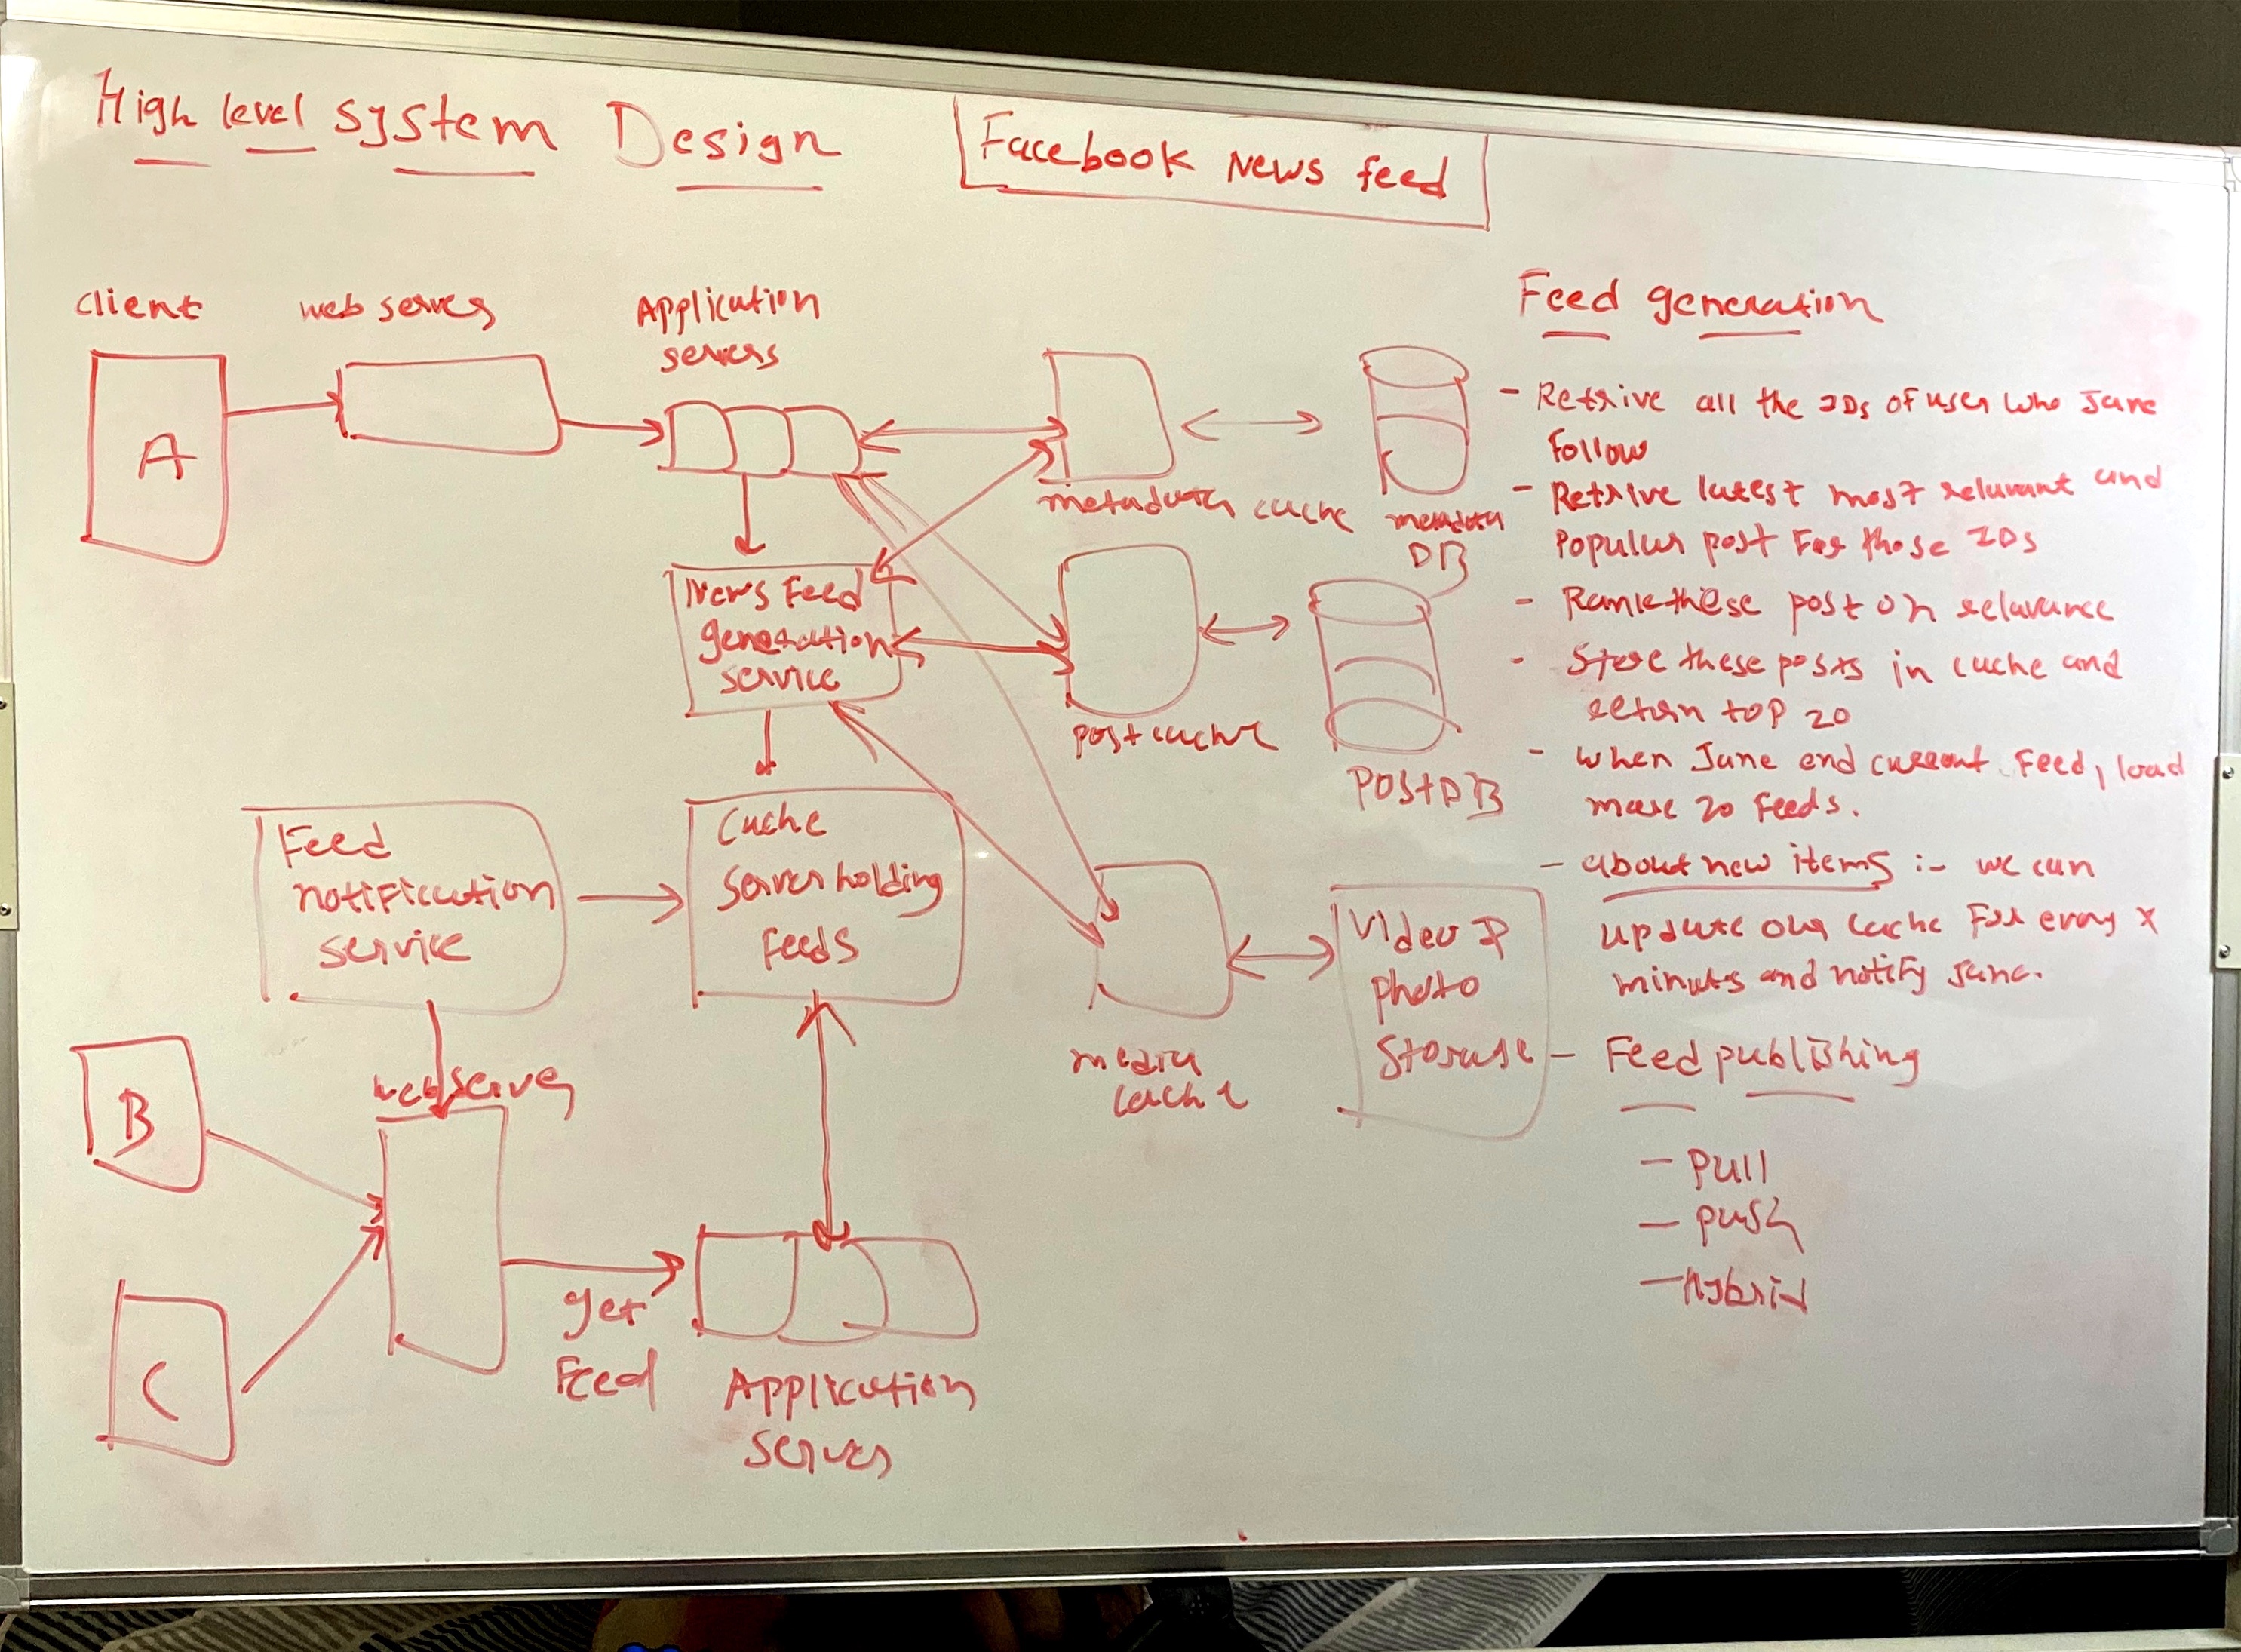 High level system Design
Facebook News feed
client
web server
Application
servers
A
metadata cache
metadata
DB
News Feed
generation
service
post cache
Post DB
Feed
notification
service
Cache
Server holding
Feeds
media
cache
Video &
photo
Storage
B
web server
C
get
Feed
Application
Server
Feed generation
- Retrive all the IDs of user who Jane
Follow
- Retrive latest most reluvant and
Popular post For those IDs
- Rank these post on reluvance
- Store these posts in cache and
return top 20
- when Jane end current Feed, load
more 20 Feeds.
- about new items :- we can
update our cache For every X
minuts and notify Jane.
- Feed publishing
- pull
- push
- hybrid